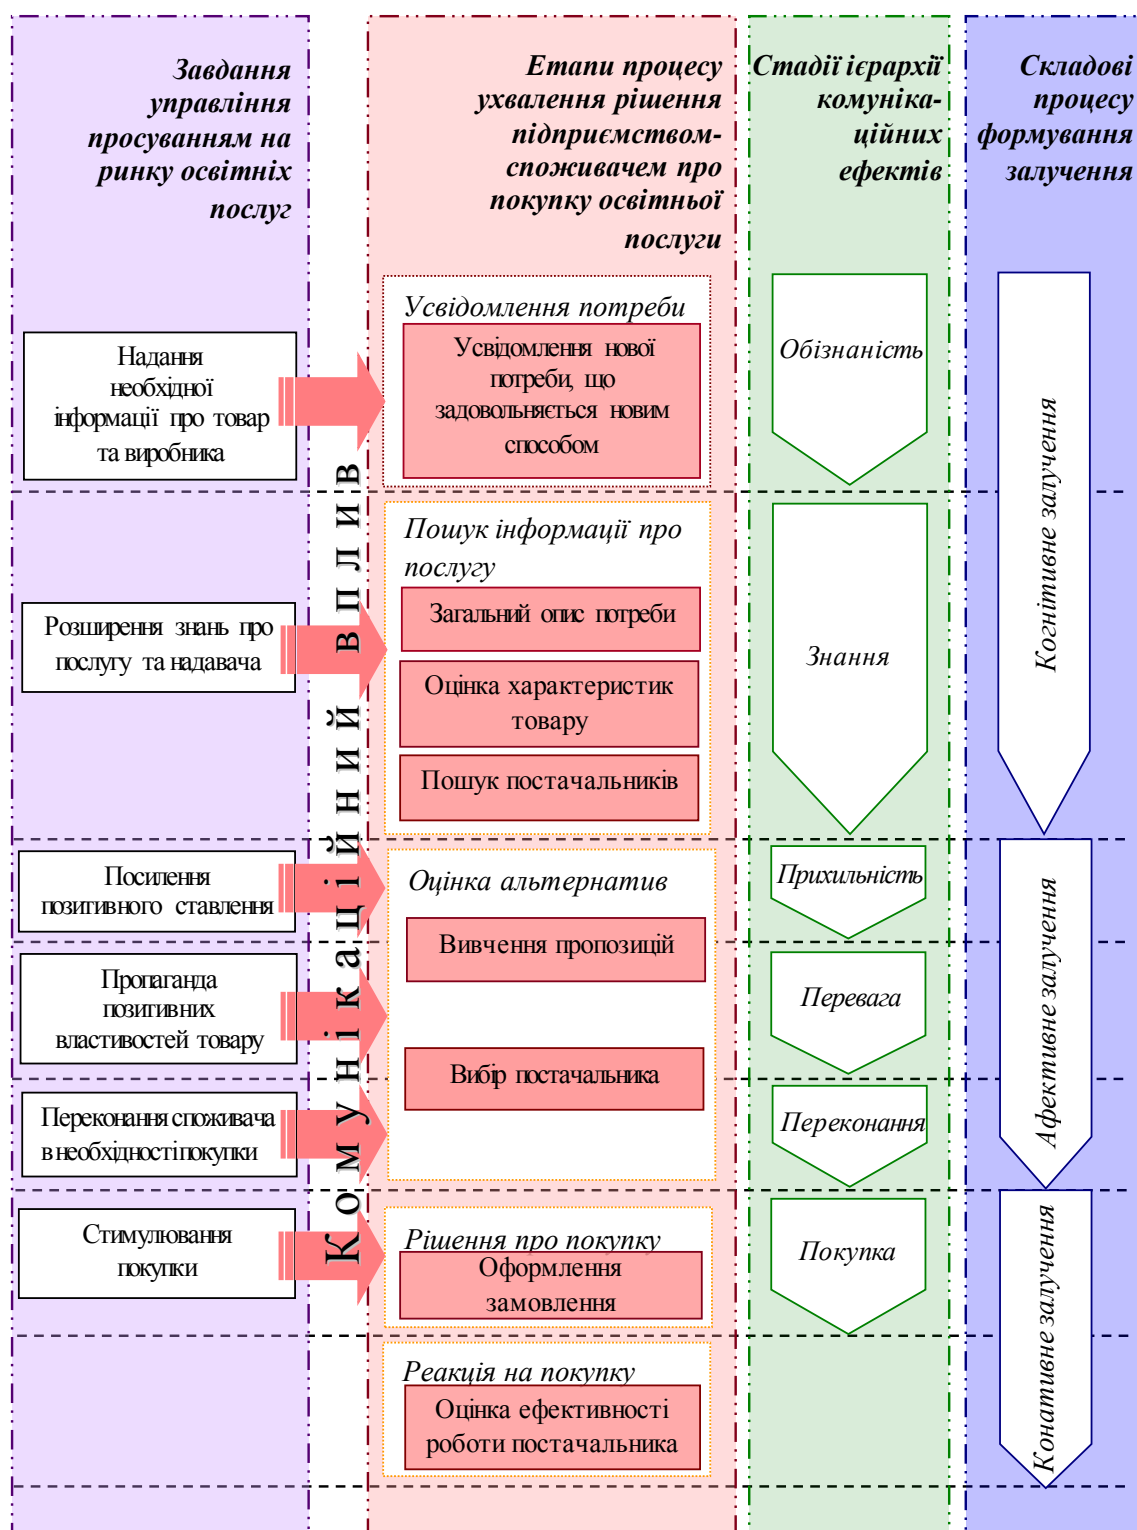 Завдання
управління
просуванням на
ринку освітніх
послуг
Етапи процесу
ухвалення рішення
підприємством-
споживачем про
покупку освітньої
послуги
Стадії ієрархії
комуніка-
ційних
ефектів
Складові
процесу
формування
залучення
Надання
необхідної
інформації про товар
та виробника
Розширення знань про
послугу та надавача
Посилення
позитивного ставлення
Пропаганда
позитивних
властивостей товару
Переконання споживача
в необхідності покупки
Стимулювання
покупки
Комунікаційний вплив
Усвідомлення потреби
Усвідомлення нової
потреби, що
задовольняється новим
способом
Пошук інформації про
послугу
Загальний опис потреби
Оцінка характеристик
товару
Пошук постачальників
Оцінка альтернатив
Вивчення пропозицій
Вибір постачальника
Рішення про покупку
Оформлення
замовлення
Реакція на покупку
Оцінка ефективності
роботи постачальника
Обізнаність
Знання
Прихильність
Перевага
Переконання
Покупка
Когнітивне залучення
Афективне залучення
Конативне залучення